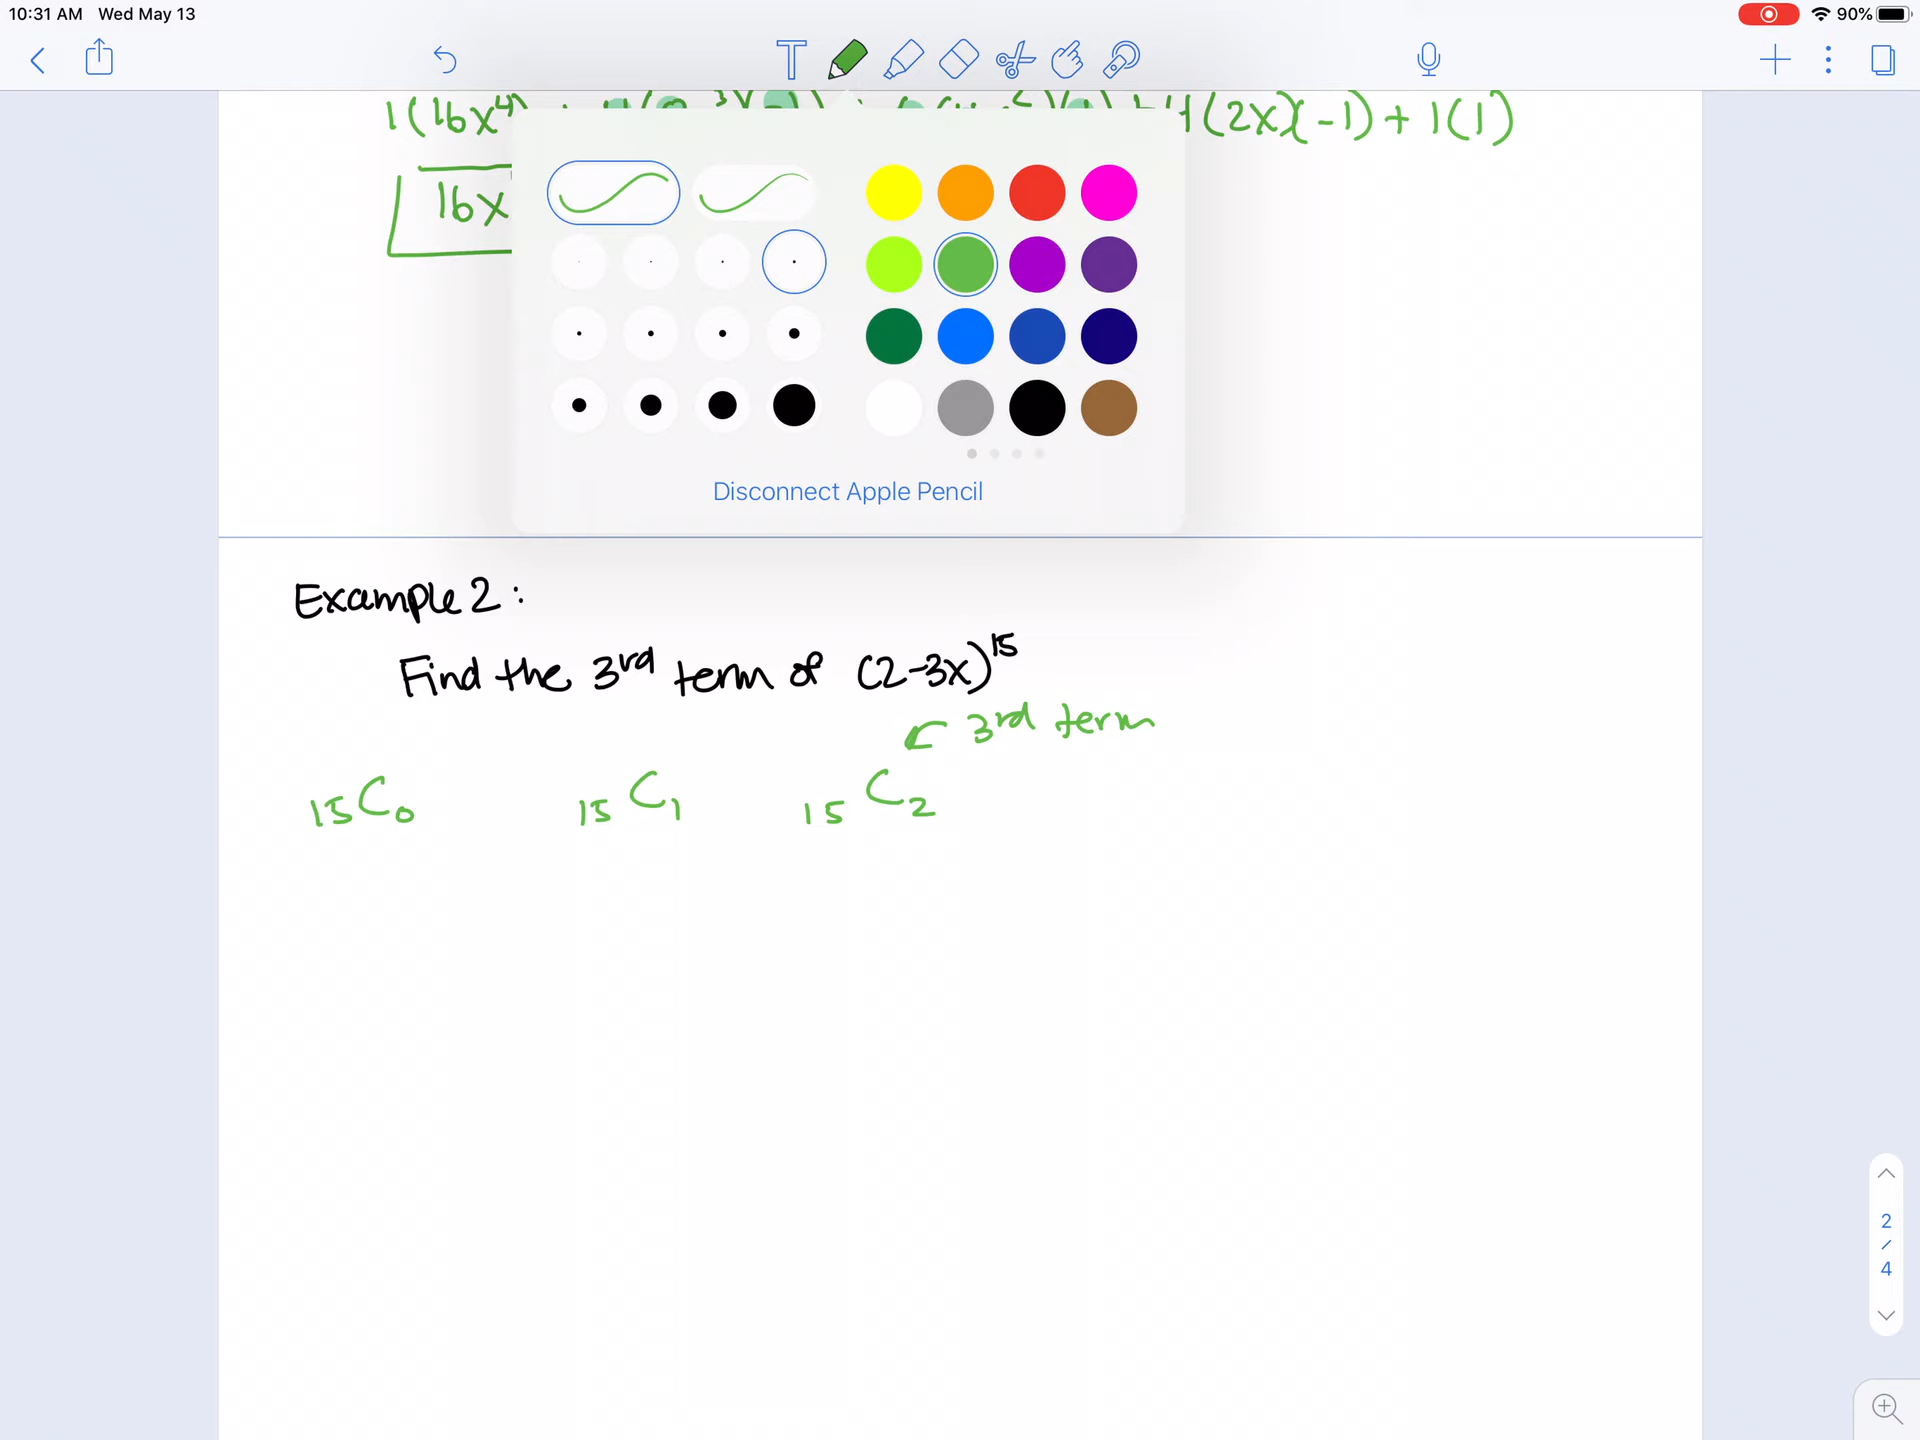 10:31 AM Wed May 13
90%
1(16x⁴) 4(2x)(-1) + 1(1)
16x
Disconnect Apple Pencil
Example 2:
Find the 3rd term of (2-3x)¹⁵
3rd term
₁₅C₀ ₁₅C₁ ₁₅C₂
2
/
4